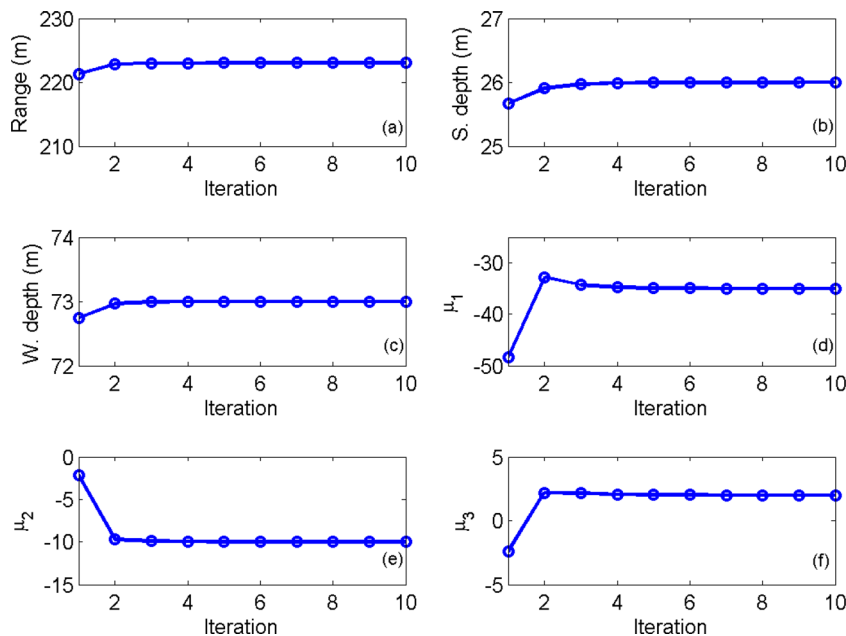 230
220
210
Range (m)
(a)
2 4 6 8 10
Iteration
27
26
25
S. depth (m)
(b)
2 4 6 8 10
Iteration
74
73
72
W. depth (m)
(c)
2 4 6 8 10
Iteration
-30
-40
-50
μ1
(d)
2 4 6 8 10
Iteration
0
-5
-10
-15
μ2
(e)
2 4 6 8 10
Iteration
5
0
-5
μ3
(f)
2 4 6 8 10
Iteration